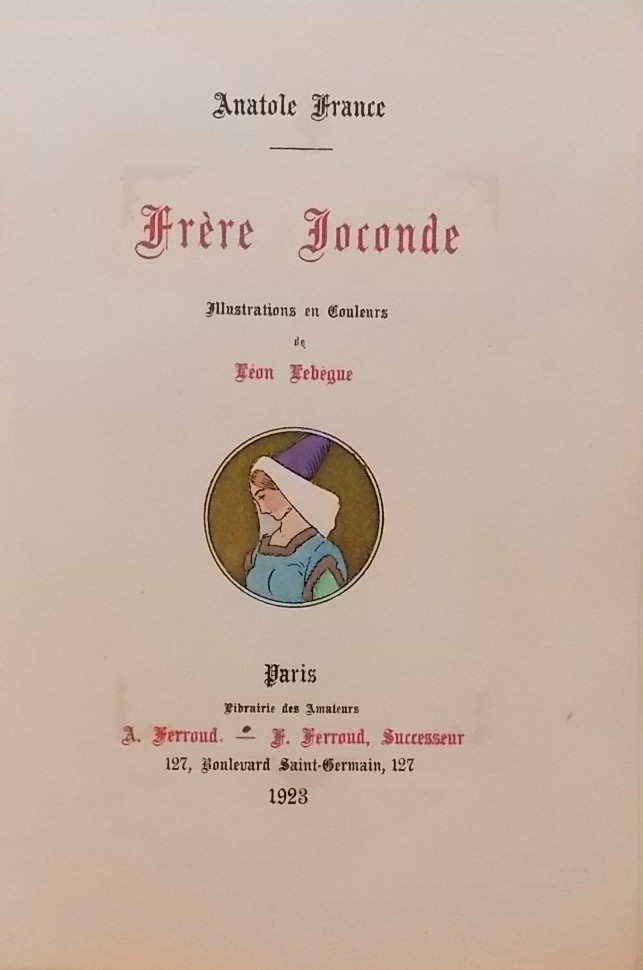 Anatole France
Frère Joconde
Illustrations en Couleurs
de
Léon Lebègue
Paris
Librairie des Amateurs
A. Ferroud. — F. Ferroud, Successeur
127, Boulevard Saint-Germain, 127
1923